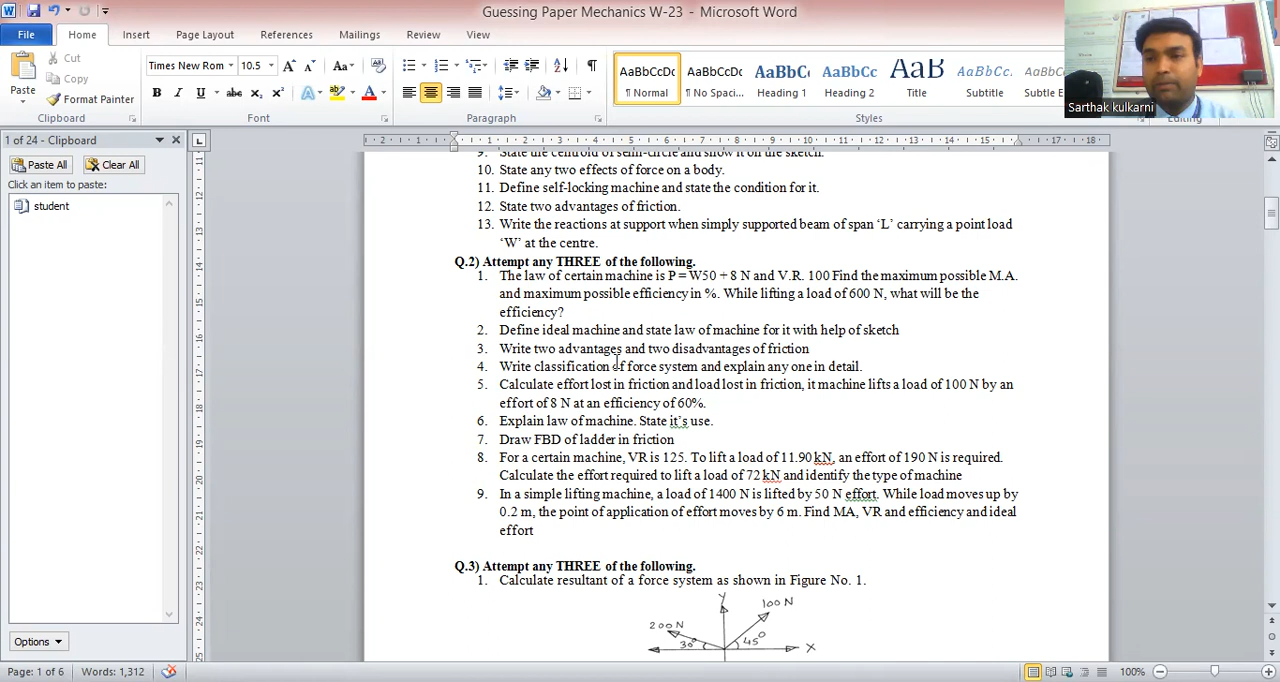 Guessing Paper Mechanics W-23 - Microsoft Word
File Home Insert Page Layout References Mailings Review View
Paste
Cut
Copy
Format Painter
Clipboard
Times New Rom 10.5
Font
Paragraph
AaBbCcDc AaBbCcDc AaBbC AaBbCc AaB AaBbCc. AaBbCc
¶ Normal ¶ No Spaci... Heading 1 Heading 2 Title Subtitle Subtle E
Styles
Editing
Sarthak kulkarni
1 of 24 - Clipboard
Paste All Clear All
Click an item to paste:
student
Options
9. State the centroid of semi-circle and show it on the sketch.
10. State any two effects of force on a body.
11. Define self-locking machine and state the condition for it.
12. State two advantages of friction.
13. Write the reactions at support when simply supported beam of span ‘L’ carrying a point load
‘W’ at the centre.
Q.2) Attempt any THREE of the following.
1. The law of certain machine is P = W50 + 8 N and V.R. 100 Find the maximum possible M.A.
and maximum possible efficiency in %. While lifting a load of 600 N, what will be the
efficiency?
2. Define ideal machine and state law of machine for it with help of sketch
3. Write two advantages and two disadvantages of friction
4. Write classification of force system and explain any one in detail.
5. Calculate effort lost in friction and load lost in friction, it machine lifts a load of 100 N by an
effort of 8 N at an efficiency of 60%.
6. Explain law of machine. State it’s use.
7. Draw FBD of ladder in friction
8. For a certain machine, VR is 125. To lift a load of 11.90 kN, an effort of 190 N is required.
Calculate the effort required to lift a load of 72 kN and identify the type of machine
9. In a simple lifting machine, a load of 1400 N is lifted by 50 N effort. While load moves up by
0.2 m, the point of application of effort moves by 6 m. Find MA, VR and efficiency and ideal
effort
Q.3) Attempt any THREE of the following.
1. Calculate resultant of a force system as shown in Figure No. 1.
Y
100 N
200 N
30° 45° X
Page: 1 of 6 Words: 1,312 100%